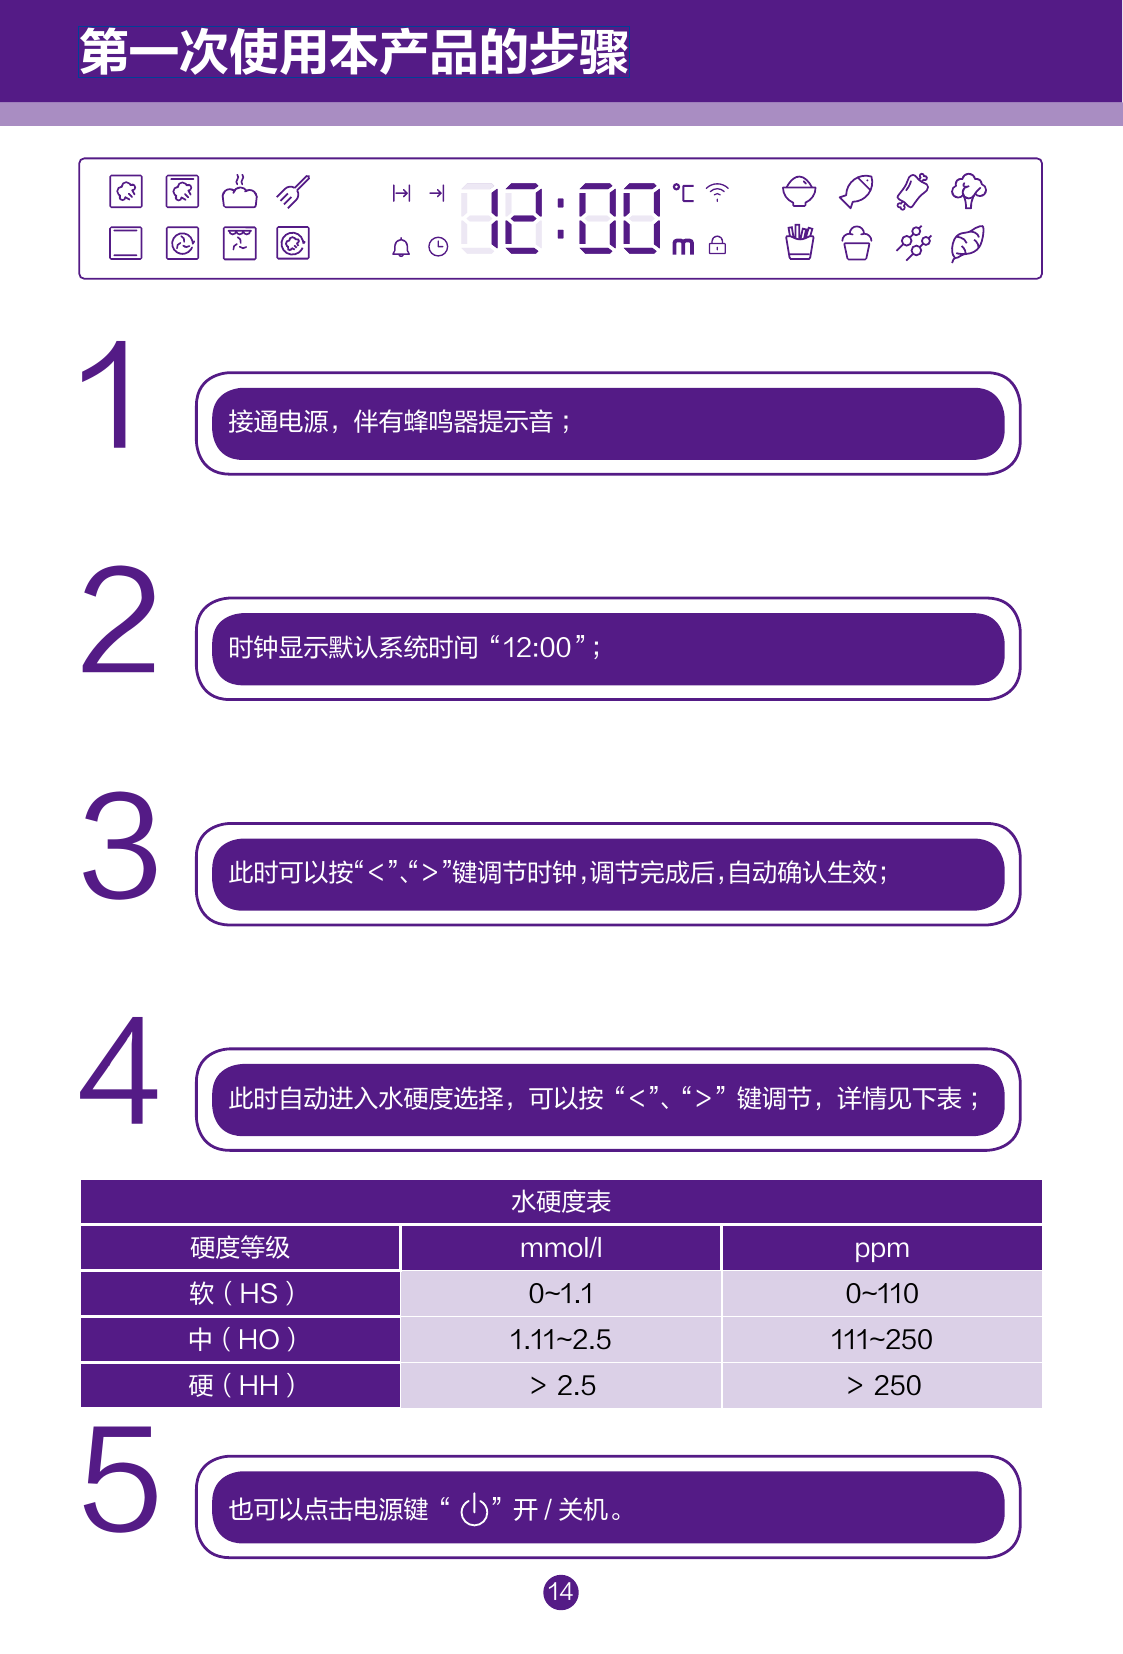 第一次使用本产品的步骤
12:00 ℃
m
1
接通电源，伴有蜂鸣器提示音；
2
时钟显示默认系统时间“12:00”；
3
此时可以按“<”、“>”键调节时钟，调节完成后，自动确认生效；
4
此时自动进入水硬度选择，可以按“<”、“>”键调节，详情见下表；
水硬度表
硬度等级 mmol/l ppm
软（HS） 0~1.1 0~110
中（HO） 1.11~2.5 111~250
硬（HH） > 2.5 > 250
5
也可以点击电源键“ ”开/关机。
14